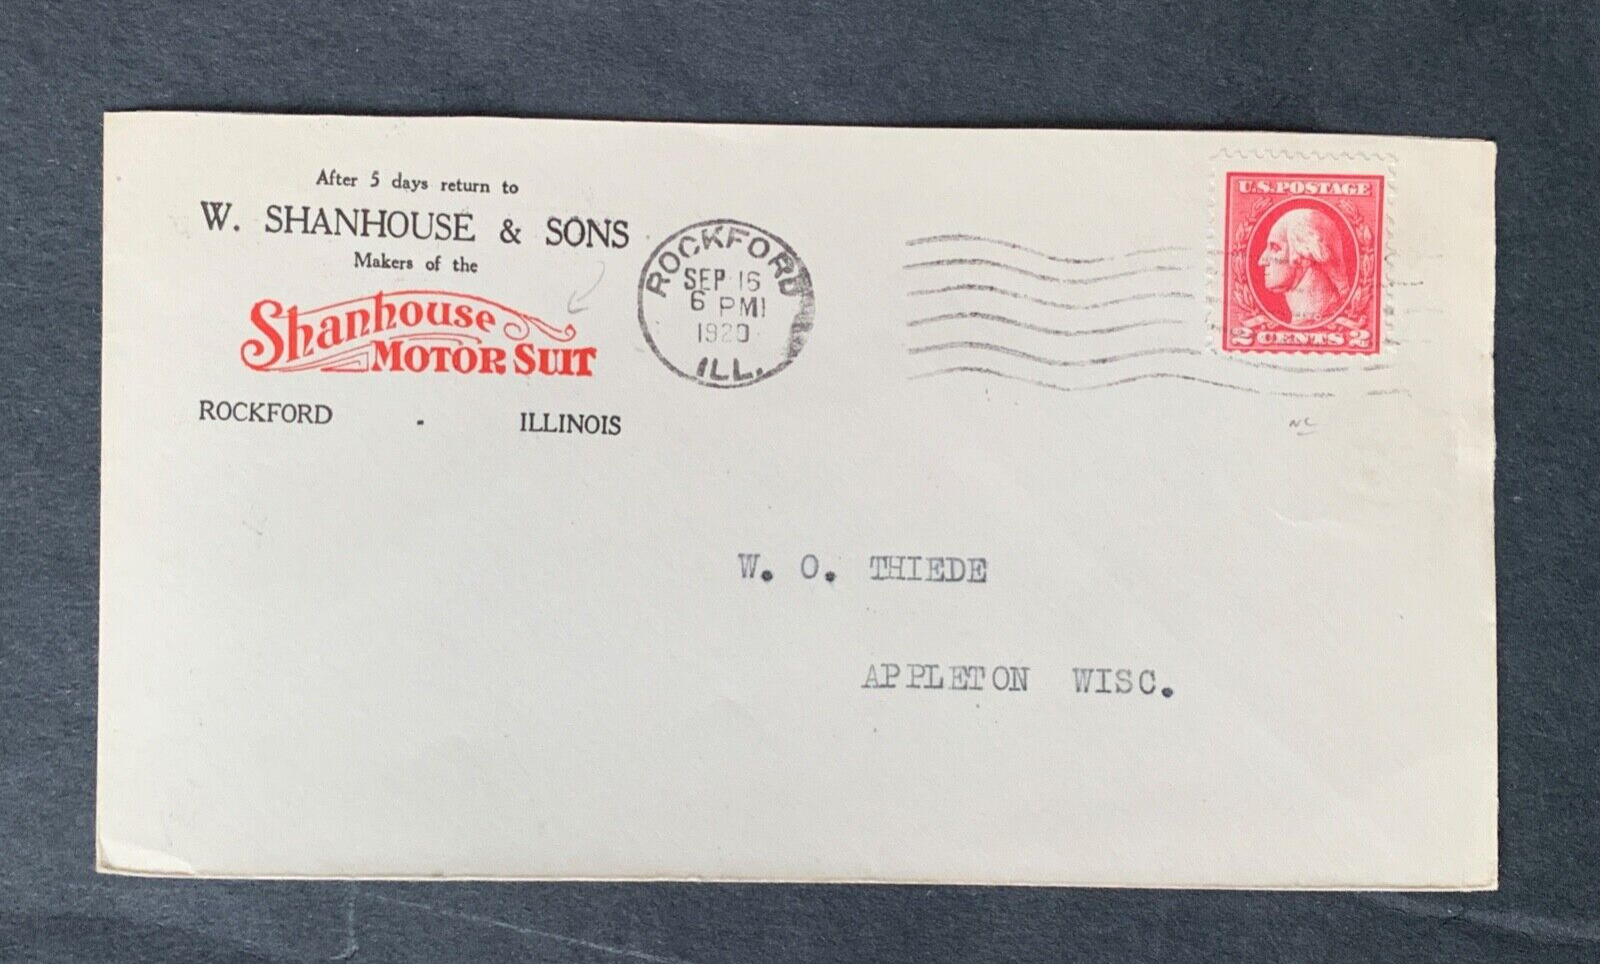 After 5 days return to
W. SHANHOUSE & SONS
Makers of the
Shanhouse
MOTOR SUIT
ROCKFORD - ILLINOIS
ROCKFORD
SEP 16
6 PM
1920
ILL.
U.S. POSTAGE
2 CENTS 2
NC
W. O. THIEDE
APPLETON WISC.